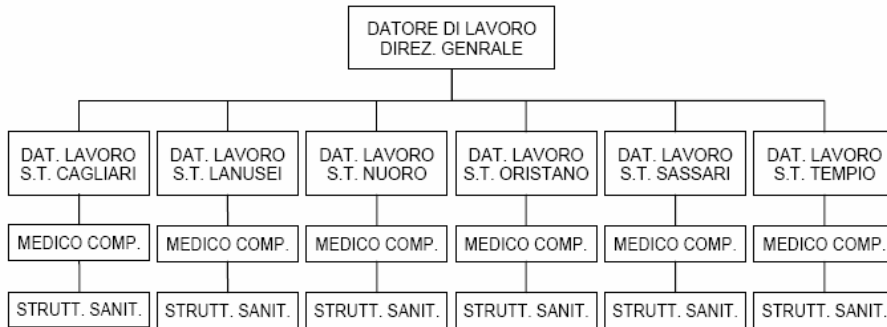 DATORE DI LAVORO
DIREZ. GENRALE
DAT. LAVORO
S.T. CAGLIARI
DAT. LAVORO
S.T. LANUSEI
DAT. LAVORO
S.T. NUORO
DAT. LAVORO
S.T. ORISTANO
DAT. LAVORO
S.T. SASSARI
DAT. LAVORO
S.T. TEMPIO
MEDICO COMP.
MEDICO COMP.
MEDICO COMP.
MEDICO COMP.
MEDICO COMP.
MEDICO COMP.
STRUTT. SANIT.
STRUTT. SANIT.
STRUTT. SANIT.
STRUTT. SANIT.
STRUTT. SANIT.
STRUTT. SANIT.